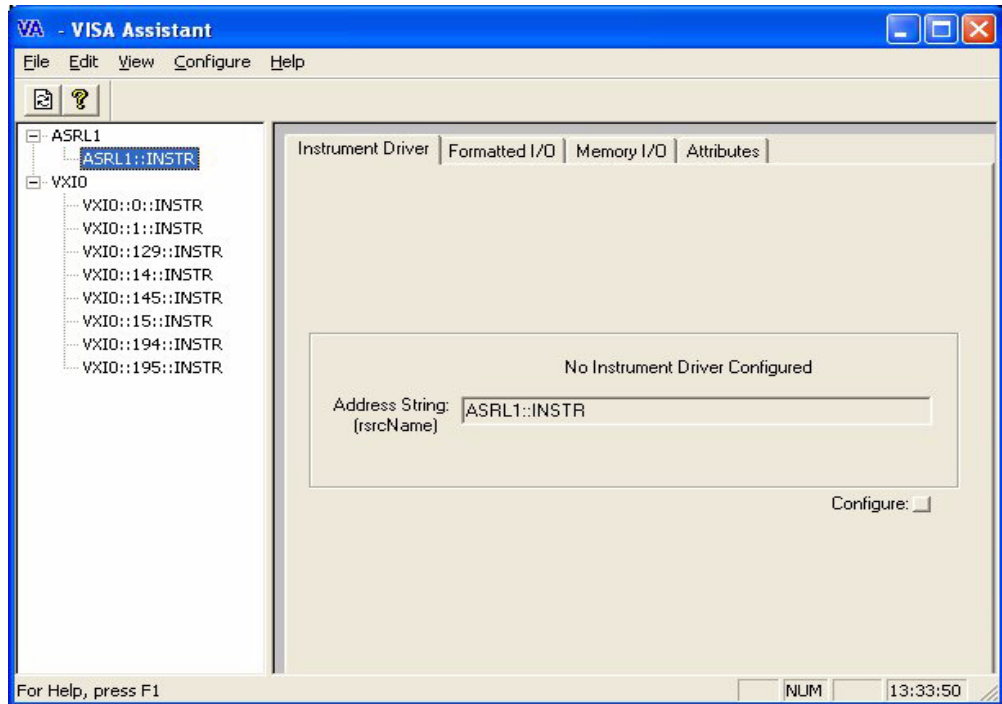 VA - VISA Assistant
File Edit View Configure Help
ASRL1
ASRL1::INSTR
VXI0
VXI0::0::INSTR
VXI0::1::INSTR
VXI0::129::INSTR
VXI0::14::INSTR
VXI0::145::INSTR
VXI0::15::INSTR
VXI0::194::INSTR
VXI0::195::INSTR
Instrument Driver Formatted I/O Memory I/O Attributes
No Instrument Driver Configured
Address String: ASRL1::INSTR
(rsrcName)
Configure:
For Help, press F1 NUM 13:33:50